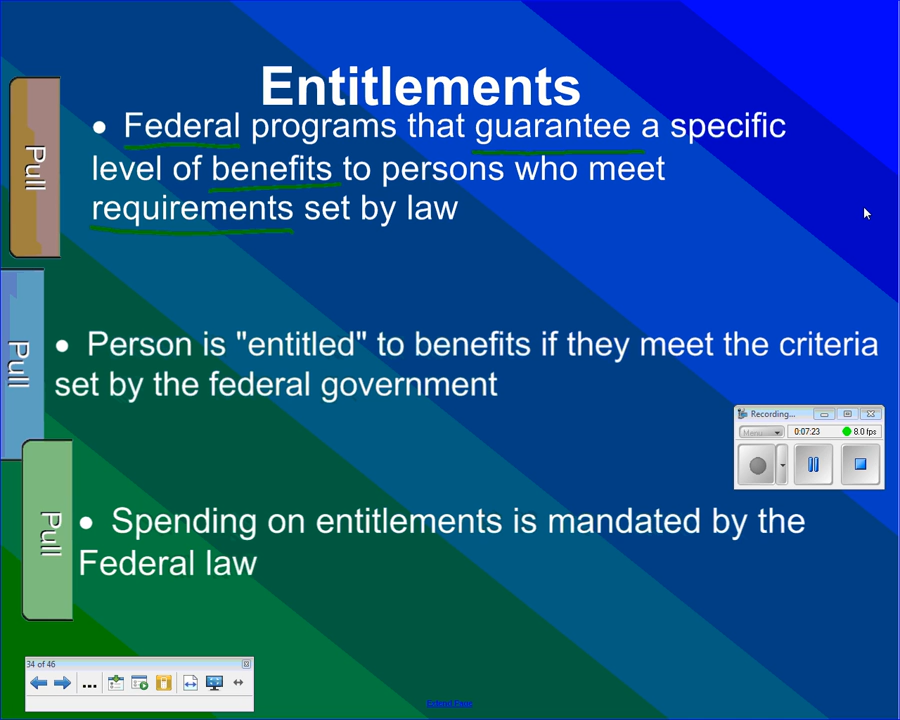 Entitlements
• Federal programs that guarantee a specific
level of benefits to persons who meet
requirements set by law
Pull
• Person is "entitled" to benefits if they meet the criteria
set by the federal government
Pull
• Spending on entitlements is mandated by the
Federal law
Pull
Recording...
Menu
0:07:23
8.0 fps
34 of 46
...
Extend Page